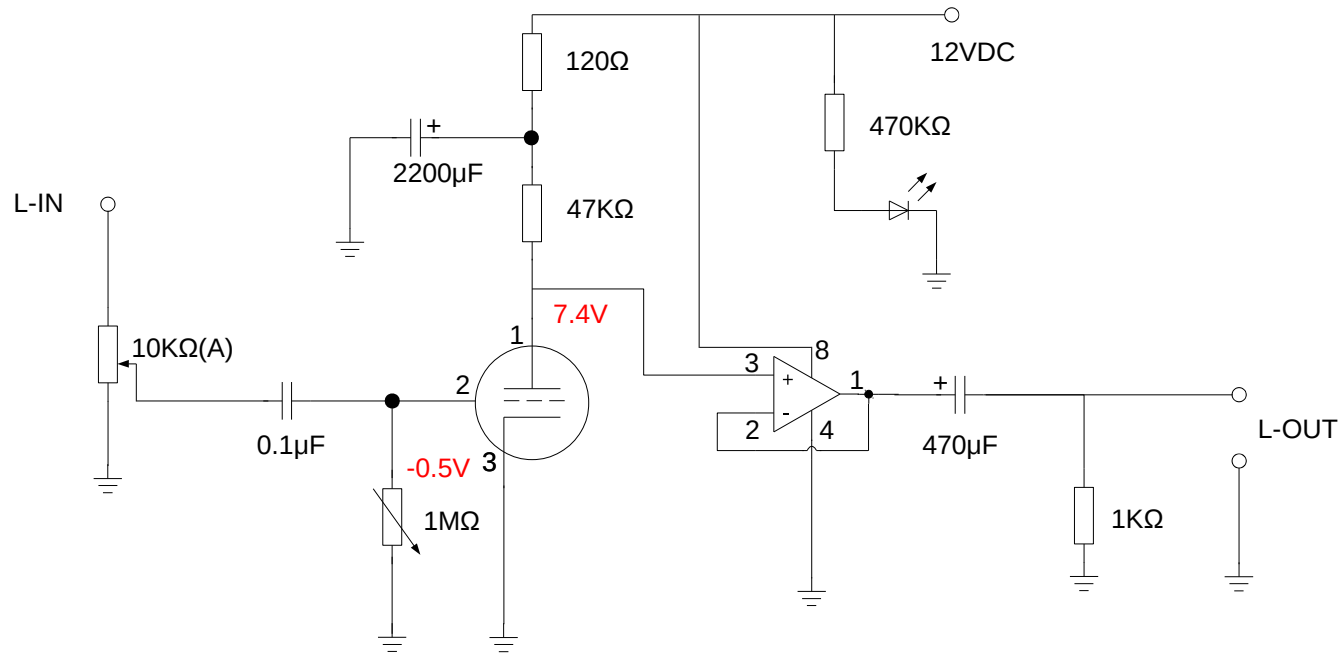 12VDC
120Ω
470KΩ
+
2200μF
47KΩ
L-IN
7.4V
1
10KΩ(A)
8
3
+
2
1
+
-
2
4
0.1μF
-0.5V
3
470μF
L-OUT
1MΩ
1KΩ